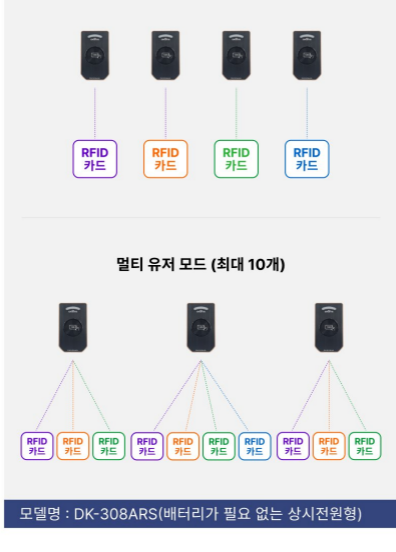 RFID RFID RFID RFID
카드 카드 카드 카드
멀티 유저 모드 (최대 10개)
RFID RFID RFID RFID RFID RFID RFID RFID RFID RFID
카드 카드 카드 카드 카드 카드 카드 카드 카드 카드
모델명 : DK-308ARS(배터리가 필요 없는 상시전원형)